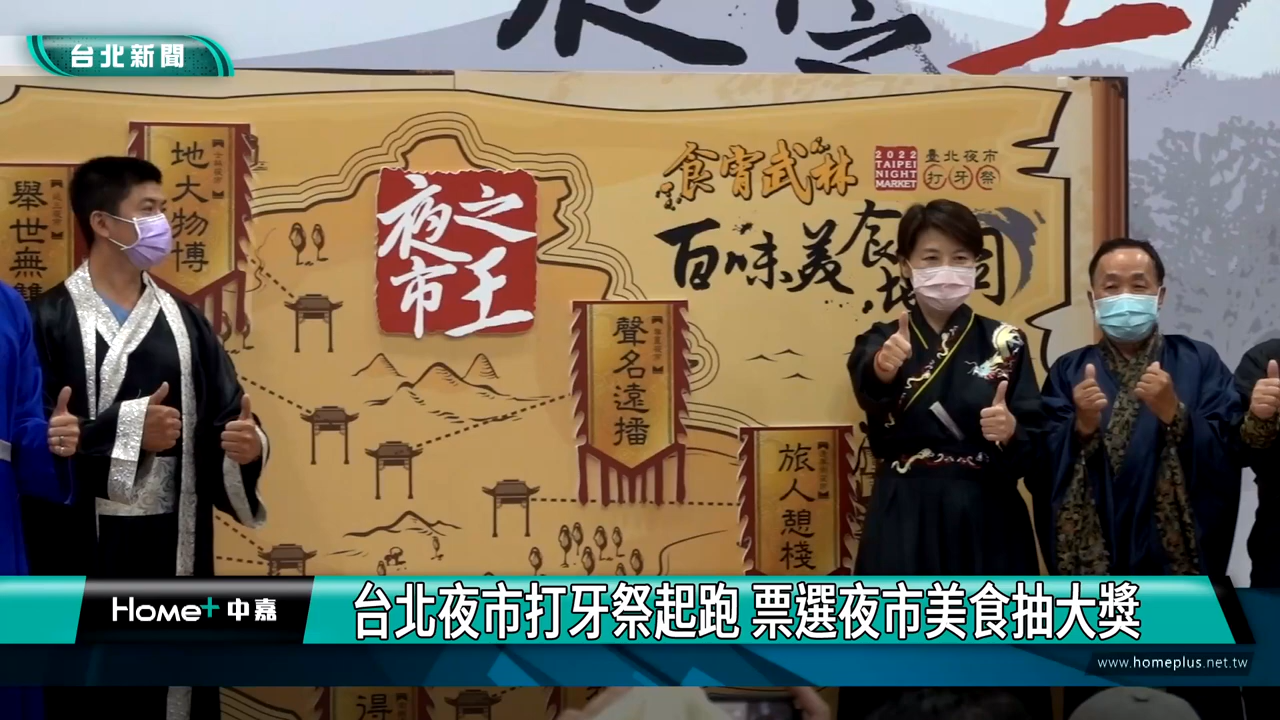 台北新聞
食宵武林
2022
TAIPEI
NIGHT
MARKET
臺北夜市
打牙祭
百味美食地圖
夜市之王
舉世無雙
地大物博
聲名遠播
旅人憩棧
得
Home+中嘉
台北夜市打牙祭起跑 票選夜市美食抽大獎
www.homeplus.net.tw